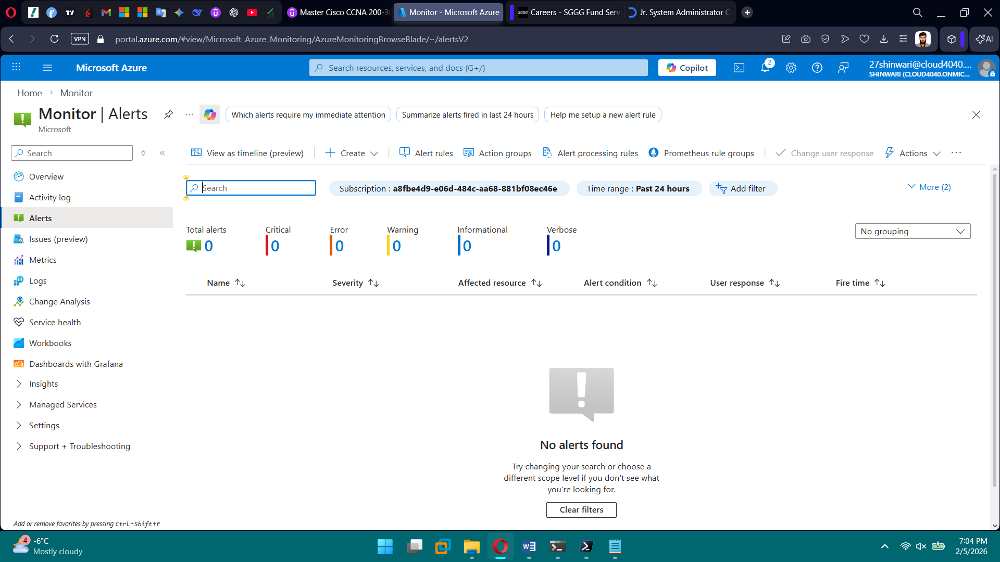 Master Cisco CCNA 200-30
Monitor - Microsoft Azure
SGGG
Careers - SGGG Fund Servi
Jr. System Administrator C
VPN
portal.azure.com/#view/Microsoft_Azure_Monitoring/AzureMonitoringBrowseBlade/~/alertsV2
AI
Microsoft Azure
Search resources, services, and docs (G+/)
Copilot
2
27shinwari@cloud4040....
SHINWARI (CLOUD4040.ONMIC...
Home
Monitor
Monitor | Alerts
Microsoft
Which alerts require my immediate attention
Summarize alerts fired in last 24 hours
Help me setup a new alert rule
Search
View as timeline (preview)
Create
Alert rules
Action groups
Alert processing rules
Prometheus rule groups
Change user response
Actions
Overview
Activity log
Alerts
Issues (preview)
Metrics
Logs
Change Analysis
Service health
Workbooks
Dashboards with Grafana
Insights
Managed Services
Settings
Support + Troubleshooting
Add or remove favorites by pressing Ctrl+Shift+F
Search
Subscription : a8fbe4d9-e06d-484c-aa68-881bf08ec46e
Time range : Past 24 hours
Add filter
More (2)
Total alerts
0
Critical
0
Error
0
Warning
0
Informational
0
Verbose
0
No grouping
Name
Severity
Affected resource
Alert condition
User response
Fire time
No alerts found
Try changing your search or choose a
different scope level if you don't see what
you're looking for.
Clear filters
4
-6°C
Mostly cloudy
7:04 PM
2/5/2026